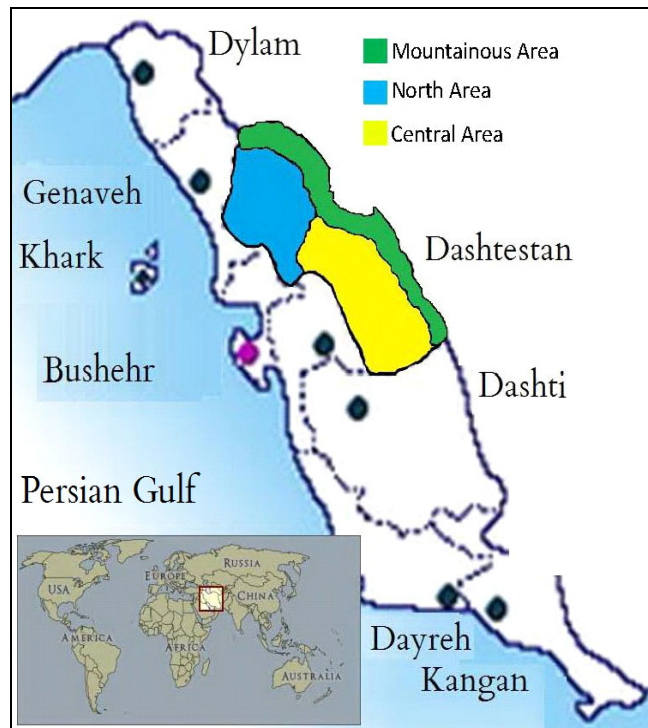 Dylam
Mountainous Area
North Area
Central Area
Genaveh
Khark
Dashtestan
Bushehr
Dashti
Persian Gulf
RUSSIA
EUROPE
USA
CHINA
AMERICA
AFRICA
AUSTRALIA
Dayreh
Kangan